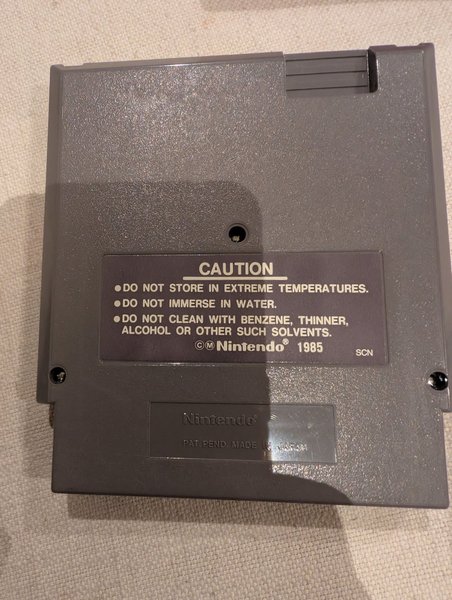 CAUTION
●DO NOT STORE IN EXTREME TEMPERATURES.
●DO NOT IMMERSE IN WATER.
●DO NOT CLEAN WITH BENZENE, THINNER,
ALCOHOL OR OTHER SUCH SOLVENTS.
©Ⓜ Nintendo® 1985
SCN
Nintendo®
PAT. PEND. MADE